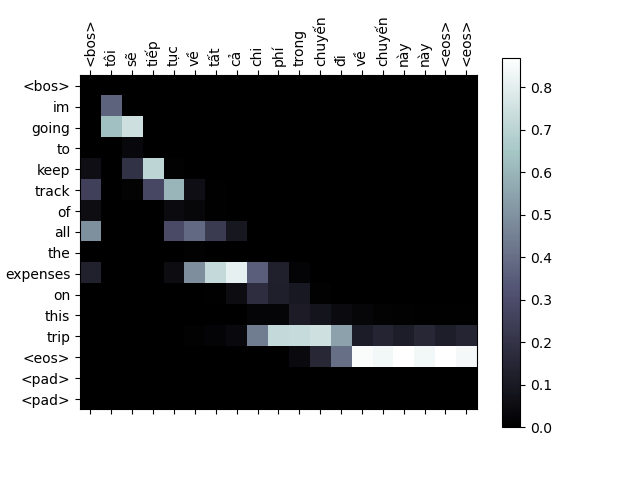 <bos> tôi sẽ tiếp tục về tất cả chi phí trong chuyến đi về chuyến này này <eos> <eos>
<bos>
im
going
to
keep
track
of
all
the
expenses
on
this
trip
<eos>
<pad>
<pad>
0.8
0.7
0.6
0.5
0.4
0.3
0.2
0.1
0.0